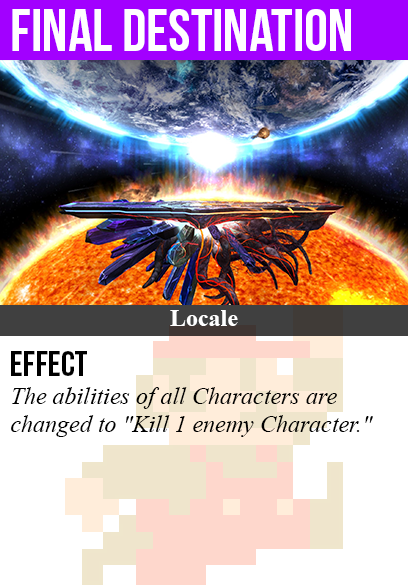 FINAL DESTINATION
Locale
EFFECT
The abilities of all Characters are
changed to "Kill 1 enemy Character."